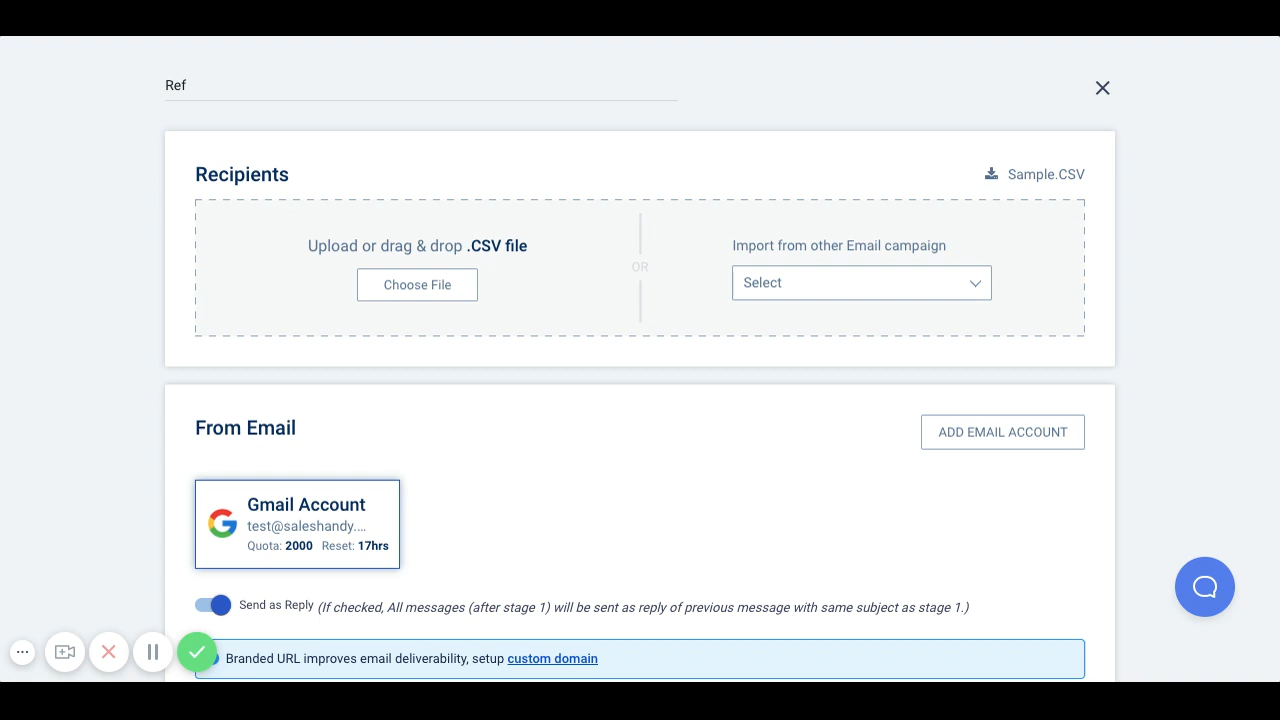 Ref
Recipients
Sample.CSV
Upload or drag & drop .CSV file
Choose File
OR
Import from other Email campaign
Select
From Email
ADD EMAIL ACCOUNT
Gmail Account
test@saleshandy....
Quota: 2000 Reset: 17hrs
Send as Reply (If checked, All messages (after stage 1) will be sent as reply of previous message with same subject as stage 1.)
Branded URL improves email deliverability, setup custom domain